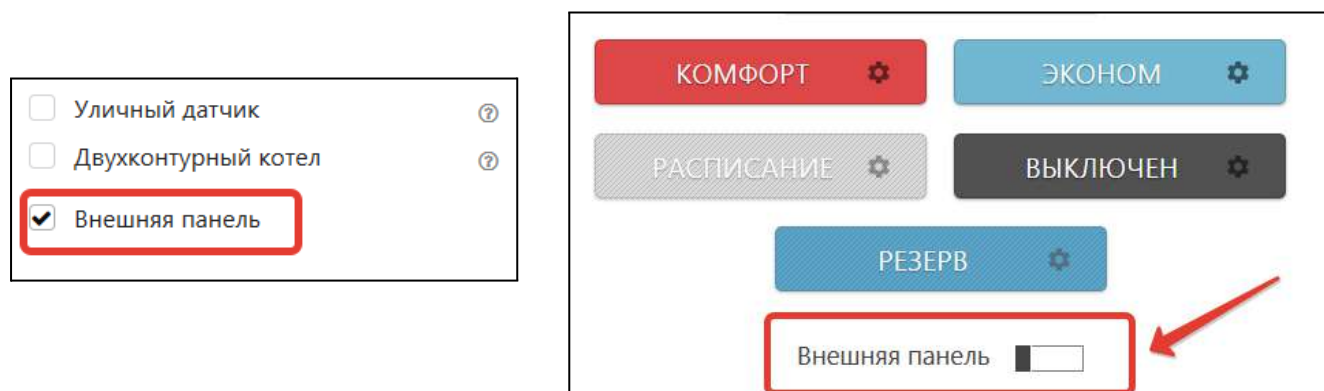 Уличный датчик
Двухконтурный котел
Внешняя панель
КОМФОРТ
ЭКОНОМ
РАСПИСАНИЕ
ВЫКЛЮЧЕН
РЕЗЕРВ
Внешняя панель